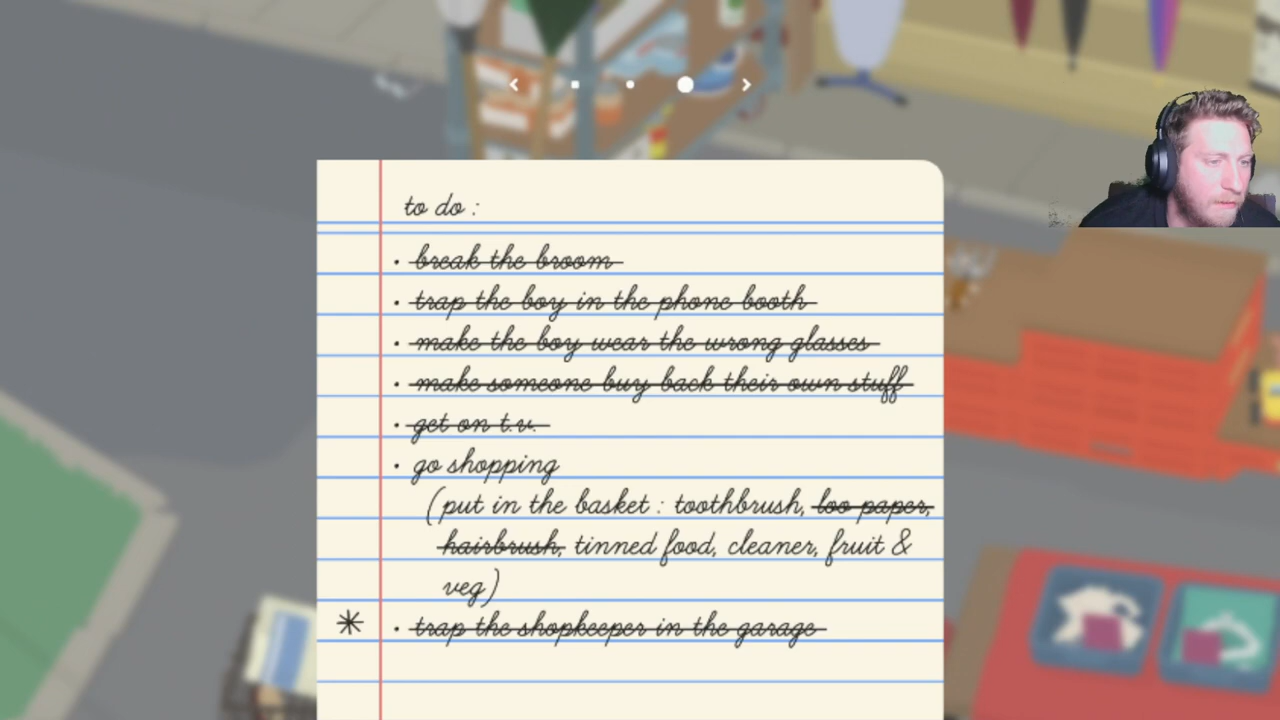 to do :
• break the broom
• trap the boy in the phone booth
• make the boy wear the wrong glasses
• make someone buy back their own stuff
• get on t.v.
• go shopping
(put in the basket : toothbrush, loo paper,
hairbrush, tinned food, cleaner, fruit &
veg)
• trap the shopkeeper in the garage